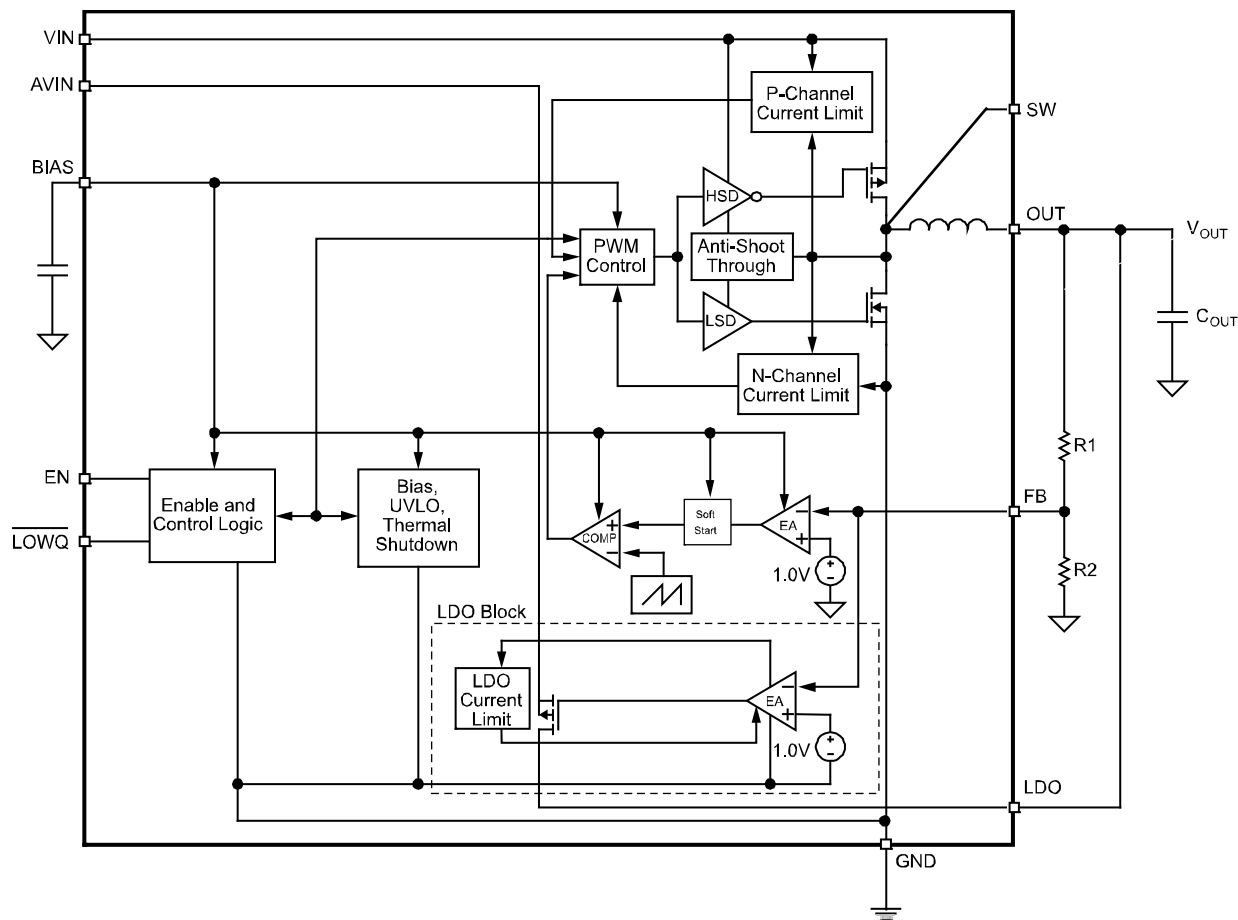 VIN
AVIN
BIAS
EN
LOWQ
P-Channel
Current Limit
SW
HSD
OUT
VOUT
PWM
Control
Anti-Shoot
Through
LSD
COUT
N-Channel
Current Limit
R1
FB
R2
Enable and
Control Logic
Bias,
UVLO,
Thermal
Shutdown
COMP
+
−
Soft
Start
EA
−
+
1.0V
+
−
LDO Block
LDO
Current
Limit
EA
−
+
1.0V
+
−
LDO
GND